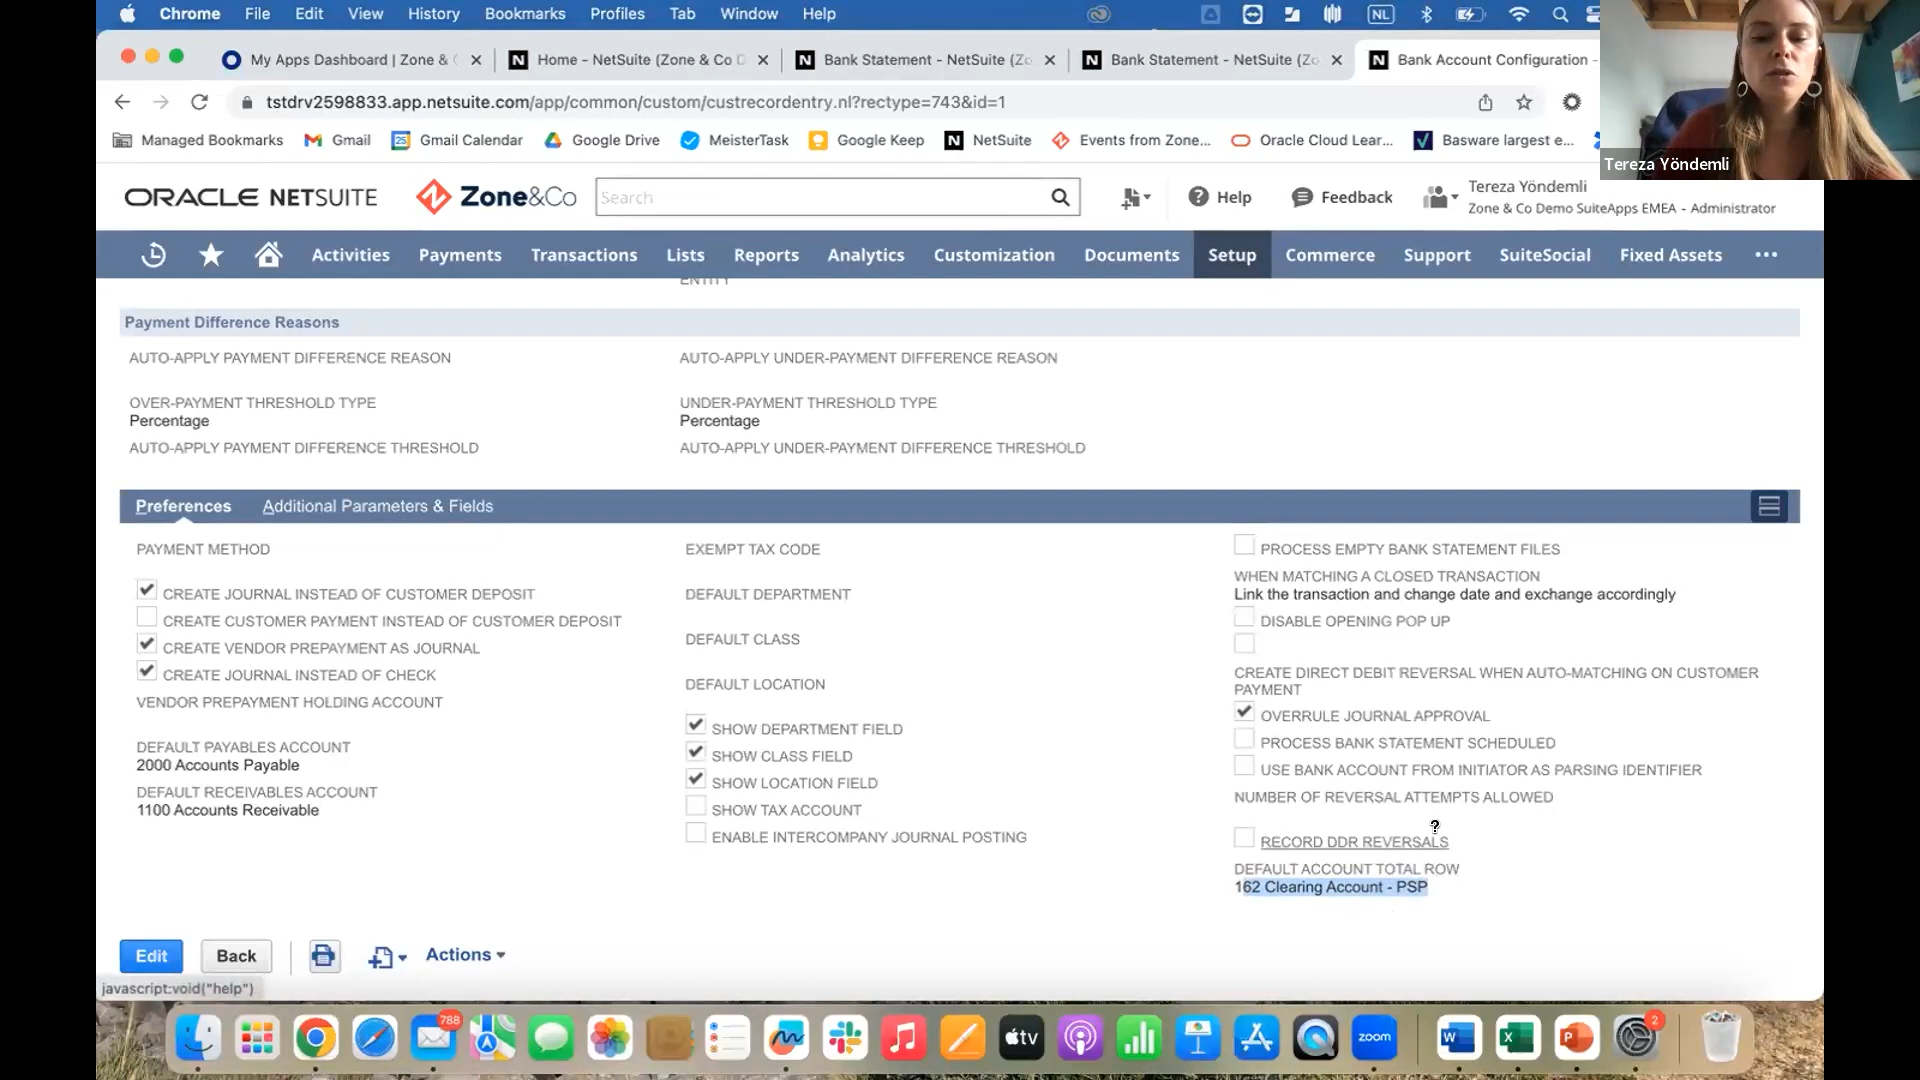 Chrome File Edit View History Bookmarks Profiles Tab Window Help NL
My Apps Dashboard | Zone & C Home - NetSuite (Zone & Co D Bank Statement - NetSuite (Zo Bank Statement - NetSuite (Zo Bank Account Configuration -
tstdrv2598833.app.netsuite.com/app/common/custom/custrecordentry.nl?rectype=743&id=1
Managed Bookmarks Gmail Gmail Calendar Google Drive MeisterTask Google Keep NetSuite Events from Zone... Oracle Cloud Lear... Basware largest e...
Tereza Yöndemli
ORACLE NETSUITE Zone&Co Search Help Feedback
Tereza Yöndemli
Zone & Co Demo SuiteApps EMEA - Administrator
Activities Payments Transactions Lists Reports Analytics Customization Documents Setup Commerce Support SuiteSocial Fixed Assets
ENTITY
Payment Difference Reasons
AUTO-APPLY PAYMENT DIFFERENCE REASON
OVER-PAYMENT THRESHOLD TYPE
Percentage
AUTO-APPLY PAYMENT DIFFERENCE THRESHOLD
AUTO-APPLY UNDER-PAYMENT DIFFERENCE REASON
UNDER-PAYMENT THRESHOLD TYPE
Percentage
AUTO-APPLY UNDER-PAYMENT DIFFERENCE THRESHOLD
Preferences Additional Parameters & Fields
PAYMENT METHOD
CREATE JOURNAL INSTEAD OF CUSTOMER DEPOSIT
CREATE CUSTOMER PAYMENT INSTEAD OF CUSTOMER DEPOSIT
CREATE VENDOR PREPAYMENT AS JOURNAL
CREATE JOURNAL INSTEAD OF CHECK
VENDOR PREPAYMENT HOLDING ACCOUNT
DEFAULT PAYABLES ACCOUNT
2000 Accounts Payable
DEFAULT RECEIVABLES ACCOUNT
1100 Accounts Receivable
EXEMPT TAX CODE
DEFAULT DEPARTMENT
DEFAULT CLASS
DEFAULT LOCATION
SHOW DEPARTMENT FIELD
SHOW CLASS FIELD
SHOW LOCATION FIELD
SHOW TAX ACCOUNT
ENABLE INTERCOMPANY JOURNAL POSTING
PROCESS EMPTY BANK STATEMENT FILES
WHEN MATCHING A CLOSED TRANSACTION
Link the transaction and change date and exchange accordingly
DISABLE OPENING POP UP
CREATE DIRECT DEBIT REVERSAL WHEN AUTO-MATCHING ON CUSTOMER
PAYMENT
OVERRULE JOURNAL APPROVAL
PROCESS BANK STATEMENT SCHEDULED
USE BANK ACCOUNT FROM INITIATOR AS PARSING IDENTIFIER
NUMBER OF REVERSAL ATTEMPTS ALLOWED
?
RECORD DDR REVERSALS
DEFAULT ACCOUNT TOTAL ROW
162 Clearing Account - PSP
Edit Back Actions
javascript:void("help")
788 tv zoom W X P 2